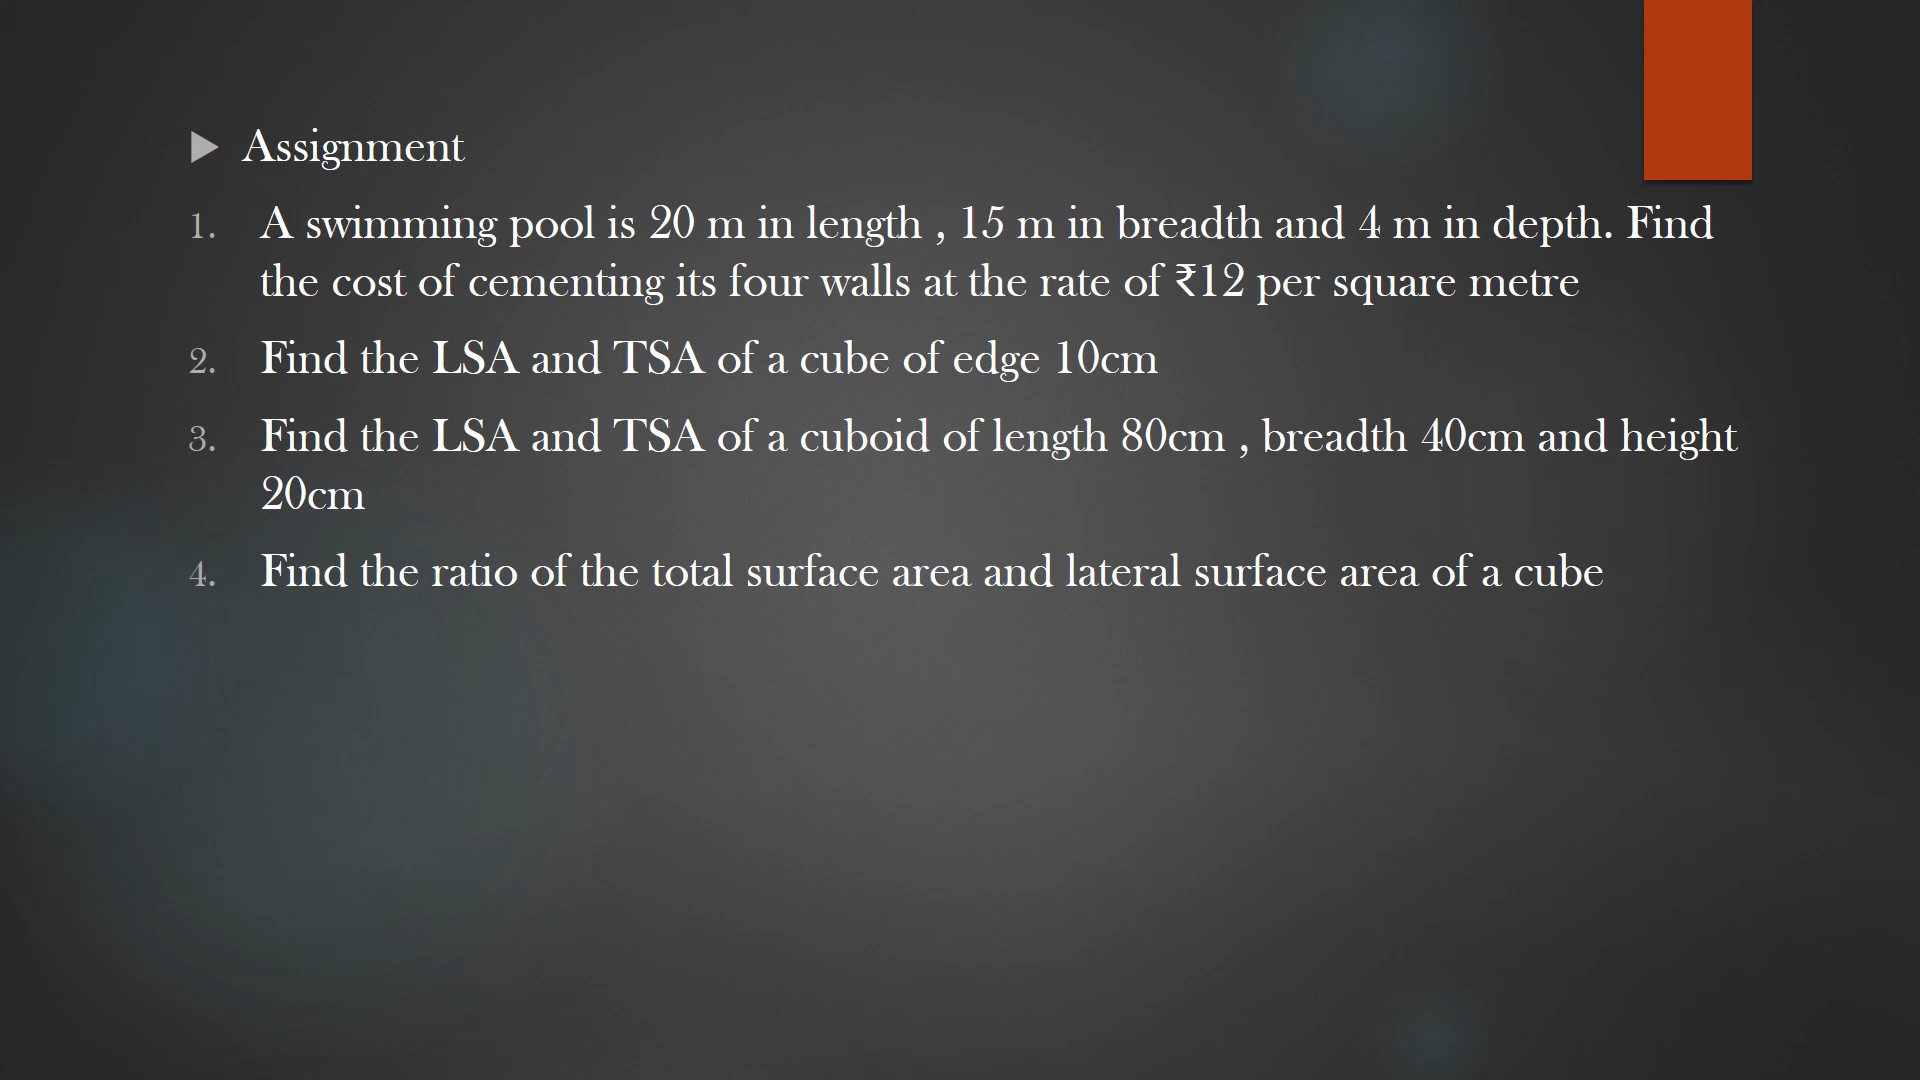 Assignment
1. A swimming pool is 20 m in length , 15 m in breadth and 4 m in depth. Find
the cost of cementing its four walls at the rate of ₹12 per square metre
2. Find the LSA and TSA of a cube of edge 10cm
3. Find the LSA and TSA of a cuboid of length 80cm , breadth 40cm and height
20cm
4. Find the ratio of the total surface area and lateral surface area of a cube